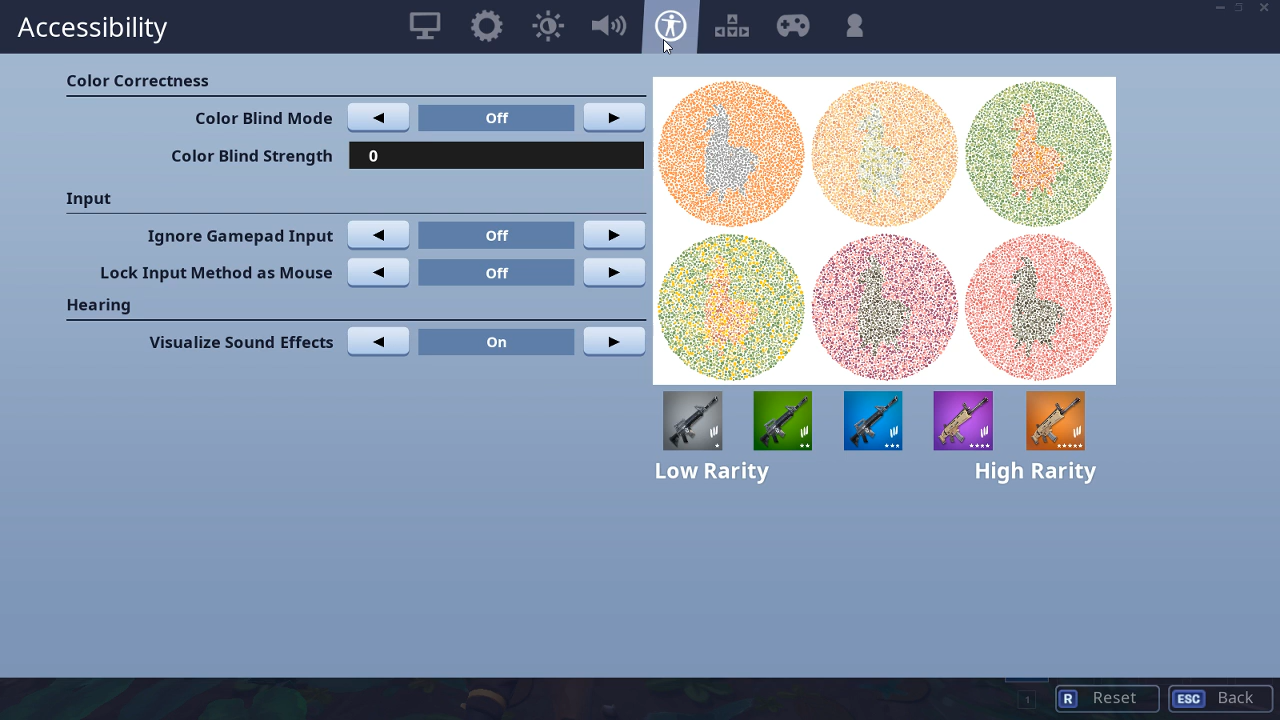 Accessibility
Color Correctness
Color Blind Mode
Off
Color Blind Strength
0
Input
Ignore Gamepad Input
Off
Lock Input Method as Mouse
Off
Hearing
Visualize Sound Effects
On
Low Rarity
High Rarity
1
R Reset
ESC Back